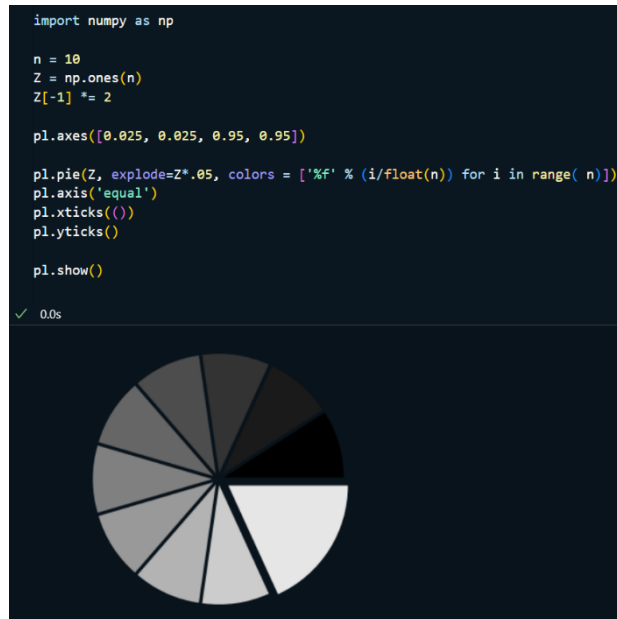 import numpy as np
n = 10
Z = np.ones(n)
Z[-1] *= 2
pl.axes([0.025, 0.025, 0.95, 0.95])
pl.pie(Z, explode=Z*.05, colors = ['%f' % (i/float(n)) for i in range( n)])
pl.axis('equal')
pl.xticks(())
pl.yticks()
pl.show()
✓ 0.0s